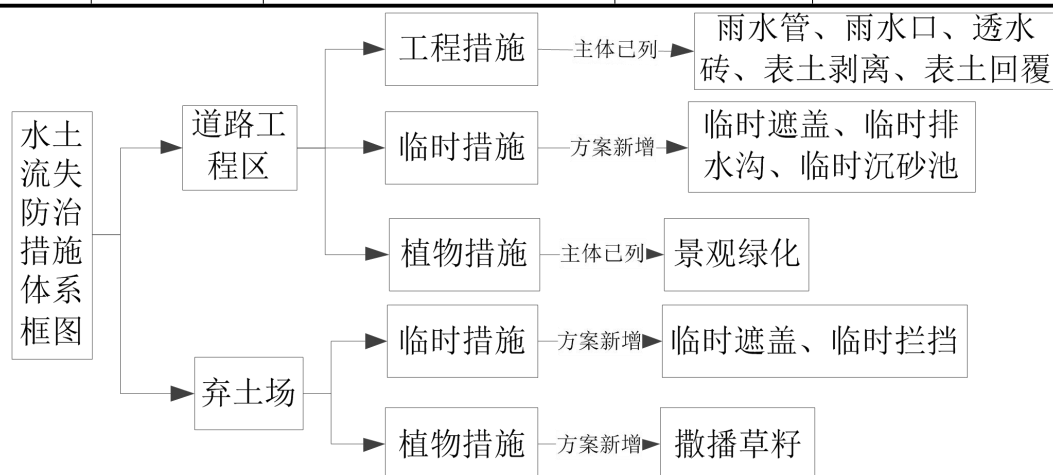 水土
流失
防治
措施
体系
框图
道路工
程区
工程措施
主体已列
雨水管、雨水口、透水
砖、表土剥离、表土回覆
临时措施
方案新增
临时遮盖、临时排
水沟、临时沉砂池
植物措施
主体已列
景观绿化
弃土场
临时措施
方案新增
临时遮盖、临时拦挡
植物措施
方案新增
撒播草籽